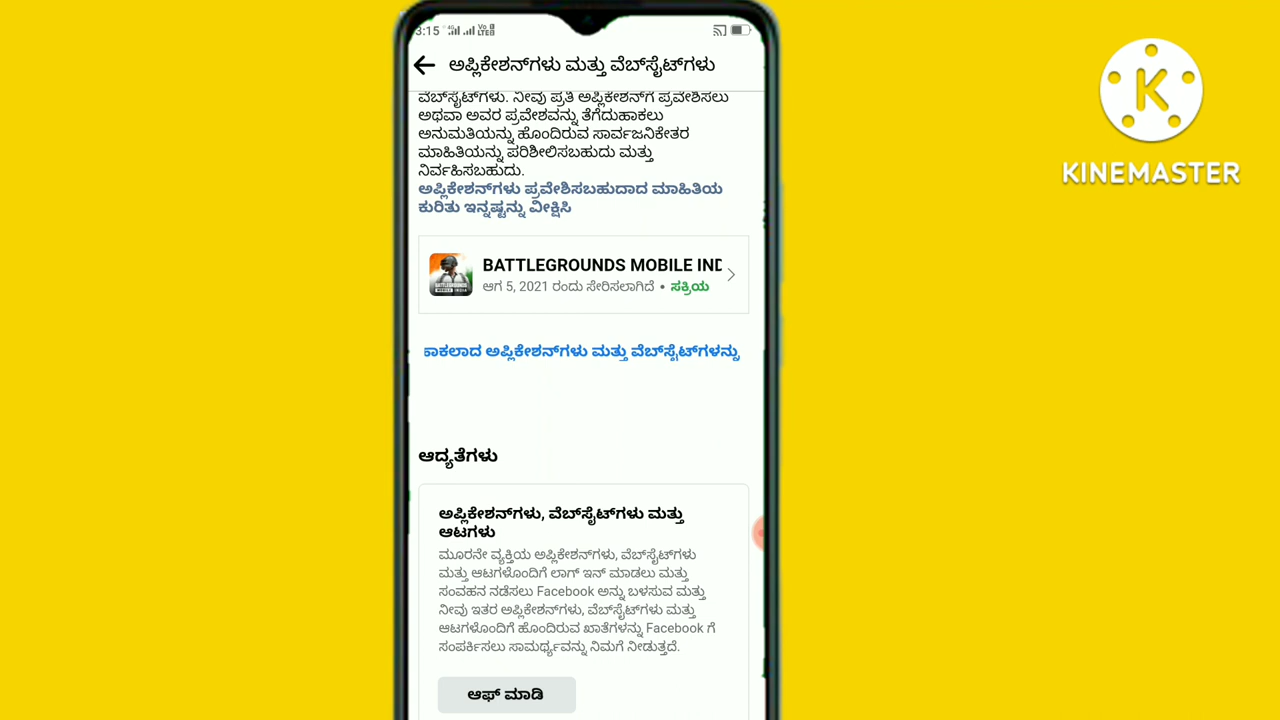 3:15
ಅಪ್ಲಿಕೇಶನ್‌ಗಳು ಮತ್ತು ವೆಬ್‌ಸೈಟ್‌ಗಳು
ವೆಬ್‌ಸೈಟ್‌ಗಳು. ನೀವು ಪ್ರತಿ ಅಪ್ಲಿಕೇಶನ್‌ಗೆ ಪ್ರವೇಶಿಸಲು
ಅಥವಾ ಅವರ ಪ್ರವೇಶವನ್ನು ತೆಗೆದುಹಾಕಲು
ಅನುಮತಿಯನ್ನು ಹೊಂದಿರುವ ಸಾರ್ವಜನಿಕೇತರ
ಮಾಹಿತಿಯನ್ನು ಪರಿಶೀಲಿಸಬಹುದು ಮತ್ತು
ನಿರ್ವಹಿಸಬಹುದು.
ಅಪ್ಲಿಕೇಶನ್‌ಗಳು ಪ್ರವೇಶಿಸಬಹುದಾದ ಮಾಹಿತಿಯ
ಕುರಿತು ಇನ್ನಷ್ಟನ್ನು ವೀಕ್ಷಿಸಿ
BATTLEGROUNDS MOBILE IND
ಆಗ 5, 2021 ರಂದು ಸೇರಿಸಲಾಗಿದೆ • ಸಕ್ರಿಯ
ಹಾಕಲಾದ ಅಪ್ಲಿಕೇಶನ್‌ಗಳು ಮತ್ತು ವೆಬ್‌ಸೈಟ್‌ಗಳನ್ನು
ಆದ್ಯತೆಗಳು
ಅಪ್ಲಿಕೇಶನ್‌ಗಳು, ವೆಬ್‌ಸೈಟ್‌ಗಳು ಮತ್ತು
ಆಟಗಳು
ಮೂರನೇ ವ್ಯಕ್ತಿಯ ಅಪ್ಲಿಕೇಶನ್‌ಗಳು, ವೆಬ್‌ಸೈಟ್‌ಗಳು
ಮತ್ತು ಆಟಗಳೊಂದಿಗೆ ಲಾಗ್ ಇನ್ ಮಾಡಲು ಮತ್ತು
ಸಂವಹನ ನಡೆಸಲು Facebook ಅನ್ನು ಬಳಸುವ ಮತ್ತು
ನೀವು ಇತರ ಅಪ್ಲಿಕೇಶನ್‌ಗಳು, ವೆಬ್‌ಸೈಟ್‌ಗಳು ಮತ್ತು
ಆಟಗಳೊಂದಿಗೆ ಹೊಂದಿರುವ ಖಾತೆಗಳನ್ನು Facebook ಗೆ
ಸಂಪರ್ಕಿಸಲು ಸಾಮರ್ಥ್ಯವನ್ನು ನಿಮಗೆ ನೀಡುತ್ತದೆ.
ಆಫ್ ಮಾಡಿ
K
KINEMASTER